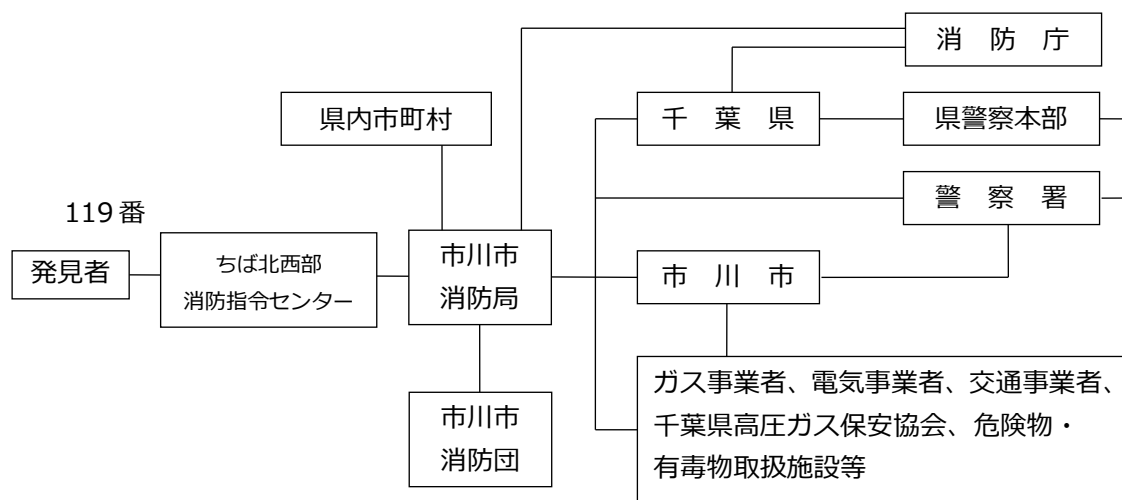 消　防　庁
県内市町村
千　葉　県
県警察本部
警　察　署
119番
発見者
ちば北西部
消防指令センター
市川市
消防局
市　川　市
市川市
消防団
ガス事業者、電気事業者、交通事業者、
千葉県高圧ガス保安協会、危険物・
有毒物取扱施設等